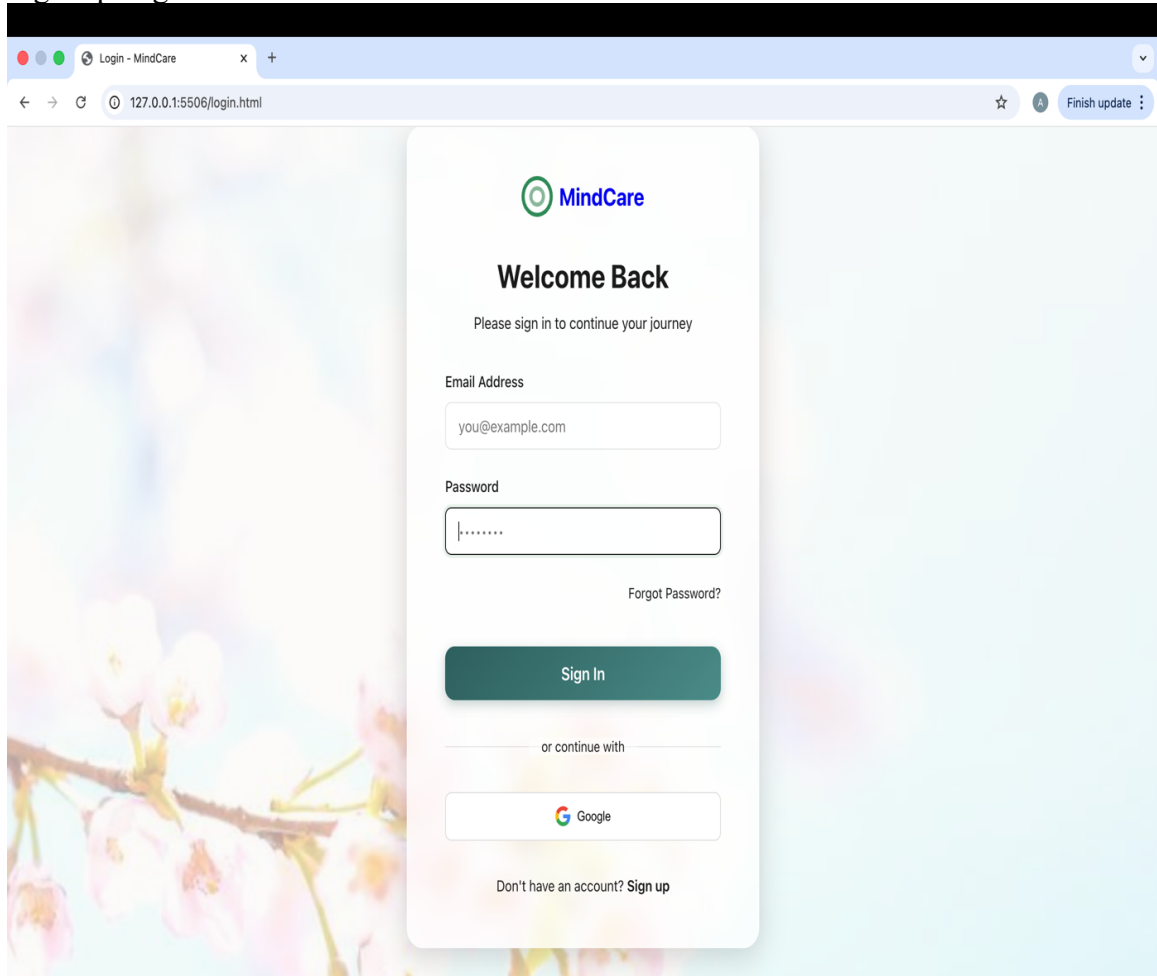 Login - MindCare
127.0.0.1:5506/login.html
A
Finish update
MindCare
Welcome Back
Please sign in to continue your journey
Email Address
you@example.com
Password
Forgot Password?
Sign In
or continue with
Google
Don't have an account? Sign up